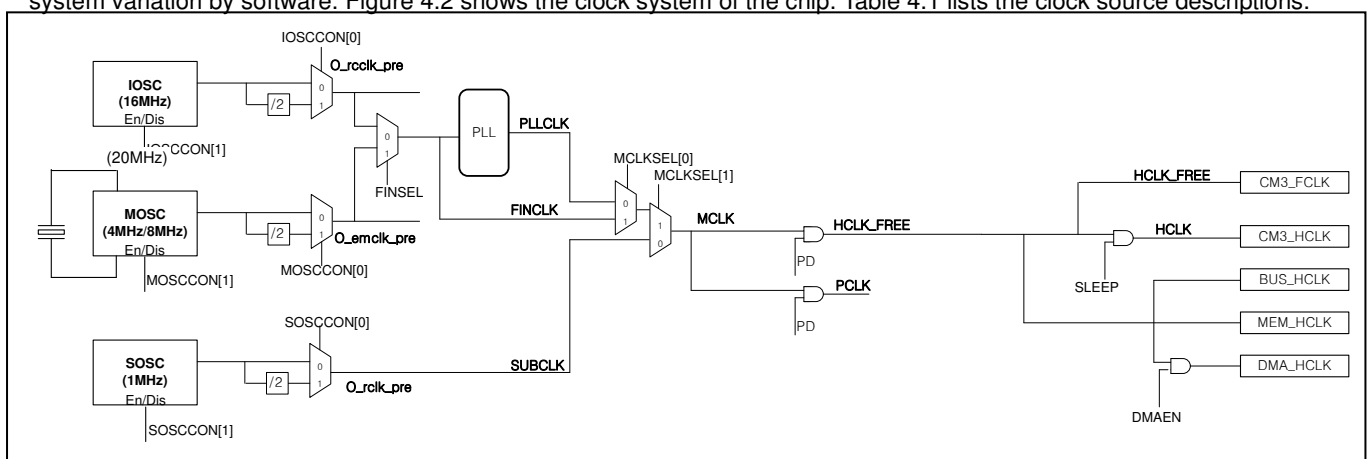 system variation by software. Figure 4.2 shows the clock system of the chip. Table 4.1 lists the clock source descriptions.
IOSCCON[0]
O_rcclk_pre
IOSC
(16MHz)
En/Dis
0
1
/2
CCON[1]
(20MHz)
PLL
PLLCLK
0
1
FINSEL
MCLKSEL[0]
MCLKSEL[1]
HCLK_FREE
CM3_FCLK
MOSC
(4MHz/8MHz)
En/Dis
0
1
/2
O_emclk_pre
MOSCCON[0]
MOSCCON[1]
FINCLK
0
1
1
0
MCLK
HCLK_FREE
PD
HCLK
CM3_HCLK
SLEEP
BUS_HCLK
PCLK
PD
MEM_HCLK
SOSCCON[0]
SOSC
(1MHz)
En/Dis
0
1
/2
O_rclk_pre
SUBCLK
DMA_HCLK
DMAEN
SOSCCON[1]